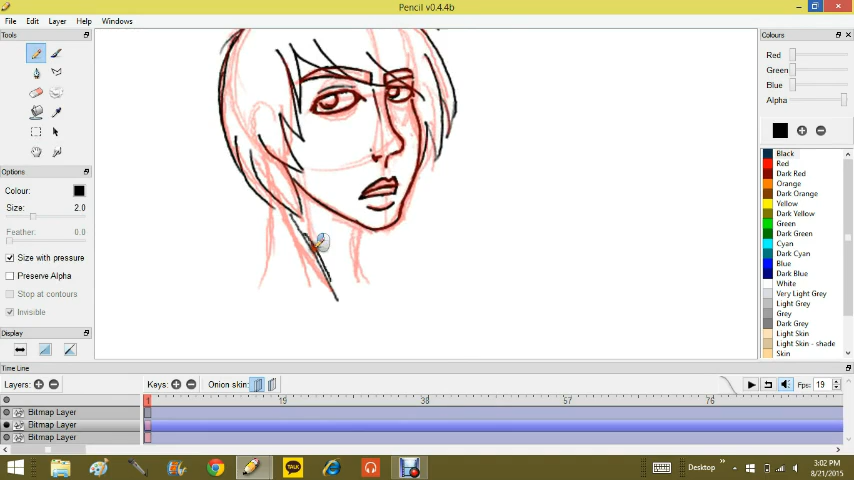 Pencil v0.4.4b
File Edit Layer Help Windows
Tools
Options
Colour:
Size: 2.0
Feather: 0.0
Size with pressure
Preserve Alpha
Stop at contours
Invisible
Display
Colours
Red
Green
Blue
Alpha
Black
Red
Dark Red
Orange
Dark Orange
Yellow
Dark Yellow
Green
Dark Green
Cyan
Dark Cyan
Blue
Dark Blue
White
Very Light Grey
Light Grey
Grey
Dark Grey
Light Skin
Light Skin - shade
Skin
Time Line
Layers: Keys: Onion skin: Fps: 19
1 19 38 57 76
Bitmap Layer
Bitmap Layer
Bitmap Layer
TALK
Desktop
3:02 PM
8/21/2015